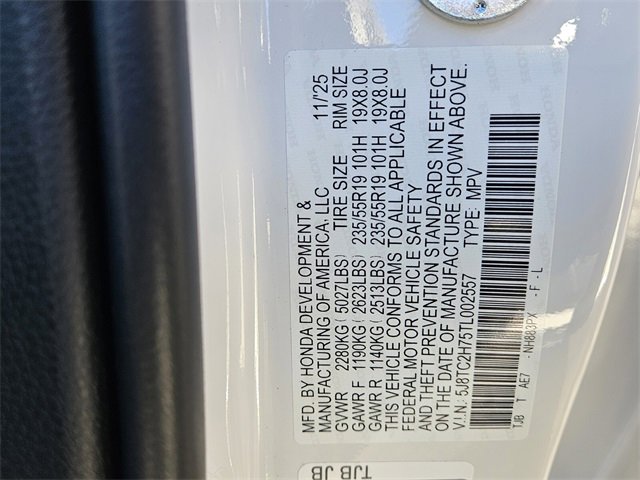 MFD. BY HONDA DEVELOPMENT &
MANUFACTURING OF AMERICA, LLC 11/'25
GVWR 2280KG ( 5027LBS) TIRE SIZE RIM SIZE
GAWR F 1190KG ( 2623LBS) 235/55R19 101H 19X8.0J
GAWR R 1140KG ( 2513LBS) 235/55R19 101H 19X8.0J
THIS VEHICLE CONFORMS TO ALL APPLICABLE
FEDERAL MOTOR VEHICLE SAFETY
AND THEFT PREVENTION STANDARDS IN EFFECT
ON THE DATE OF MANUFACTURE SHOWN ABOVE.
V.I.N.: 5J8TC2H75TL002557 TYPE: MPV
TJB 1 AE7 -NH883PX -F -L
TJB JB